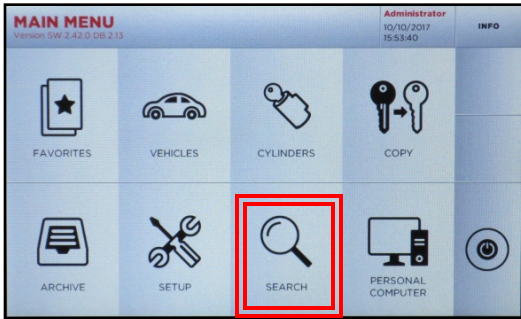 MAIN MENU
Version SW 2.42.0 DB 2.13
Administrator
10/10/2017
15:53:40
INFO
FAVORITES
VEHICLES
CYLINDERS
COPY
ARCHIVE
SETUP
SEARCH
PERSONAL
COMPUTER